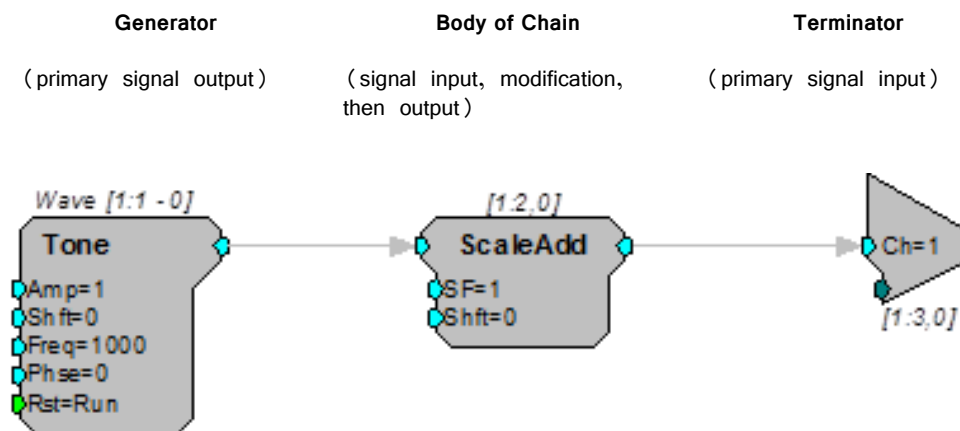 Generator
Body of Chain
Terminator
(primary signal output)
(signal input, modification,
then output)
(primary signal input)
Wave [1:1 - 0]
Tone
Amp=1
Shft=0
Freq=1000
Phse=0
Rst=Run
[1:2,0]
ScaleAdd
SF=1
Shft=0
Ch=1
[1:3,0]